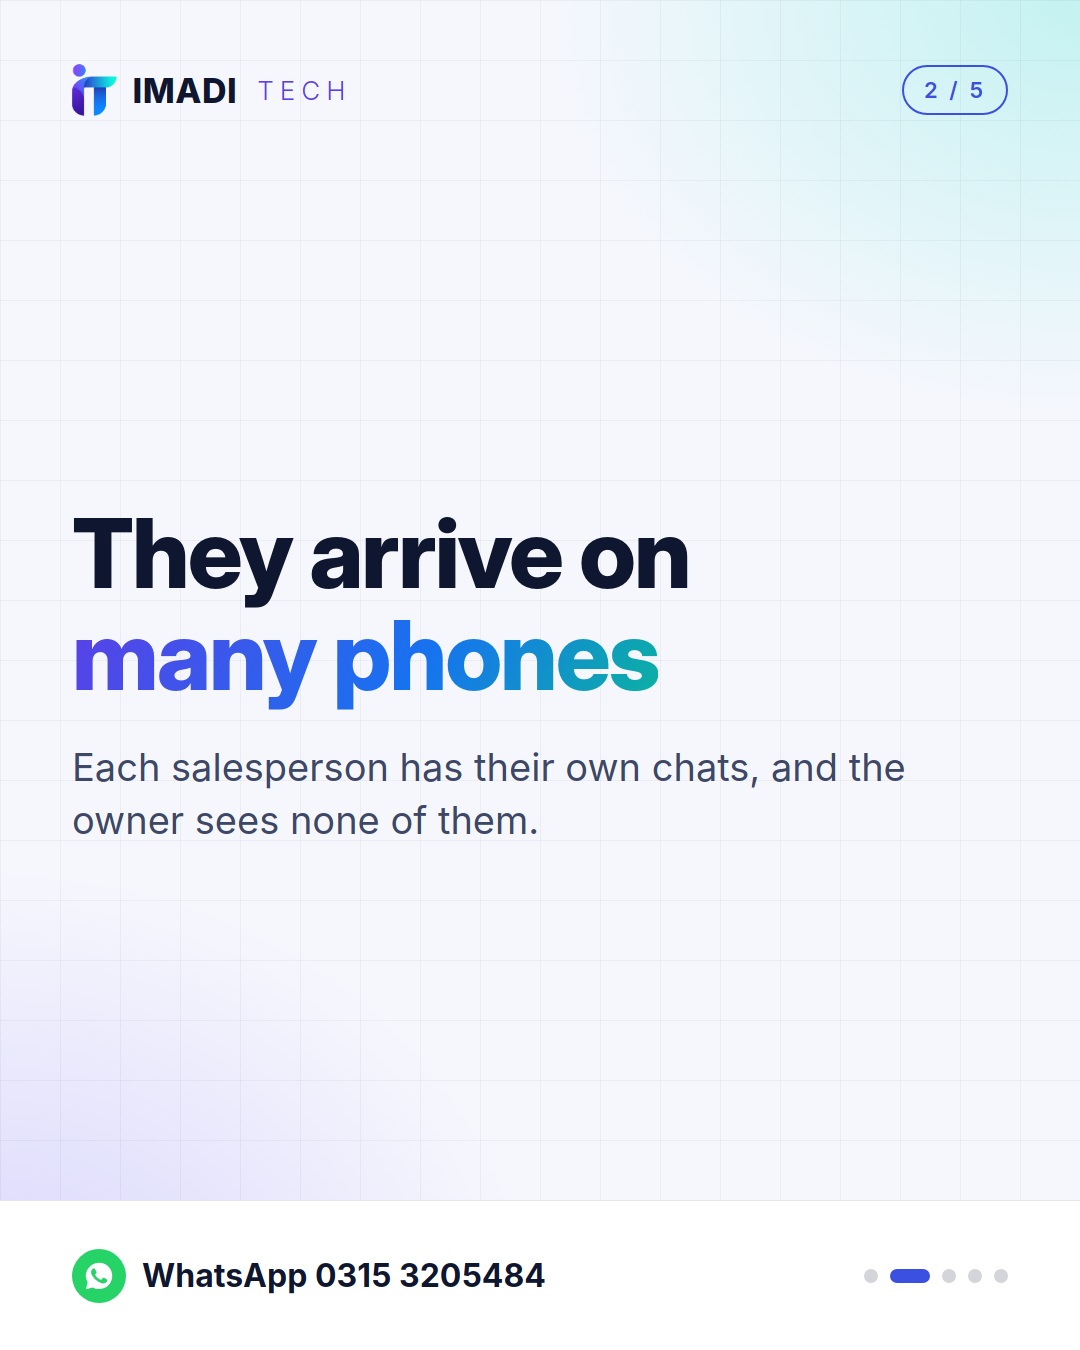 IMADI TECH
2 / 5
They arrive on
many phones
Each salesperson has their own chats, and the
owner sees none of them.
WhatsApp 0315 3205484